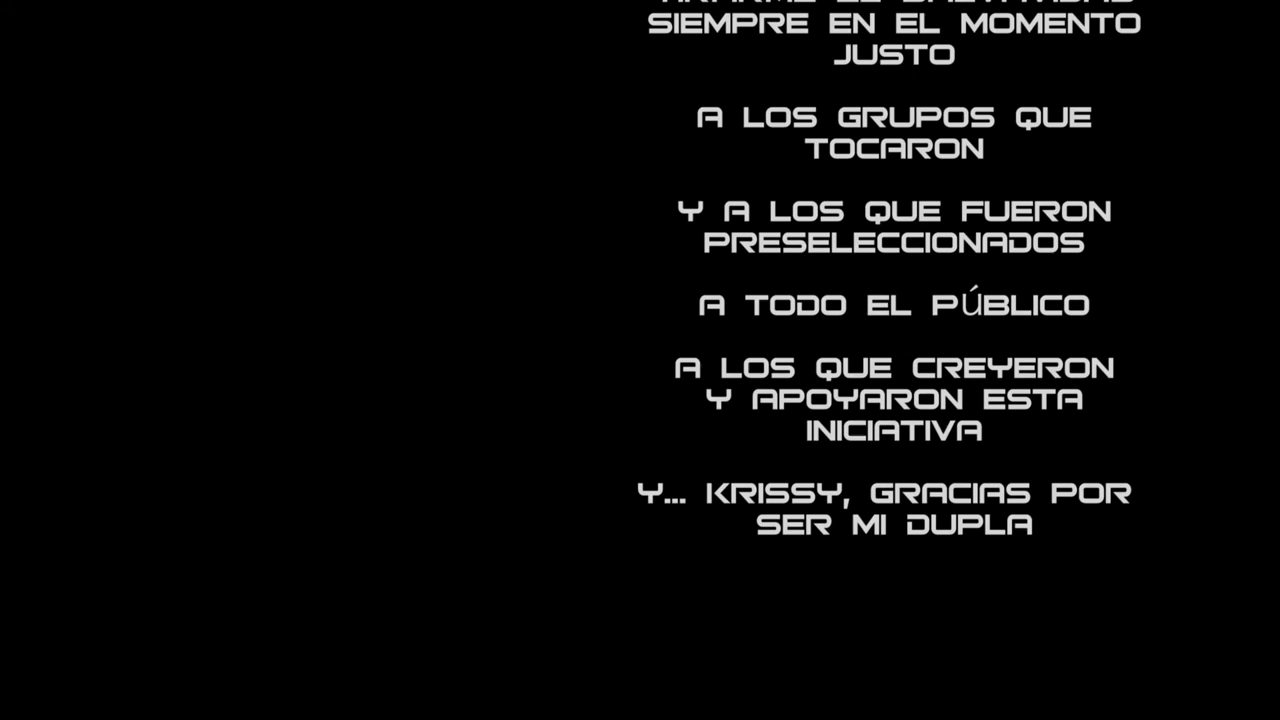 SIEMPRE EN EL MOMENTO
JUSTO
A LOS GRUPOS QUE
TOCARON
Y A LOS QUE FUERON
PRESELECCIONADOS
A TODO EL PÚBLICO
A LOS QUE CREYERON
Y APOYARON ESTA
INICIATIVA
Y... KRISSY, GRACIAS POR
SER MI DUPLA